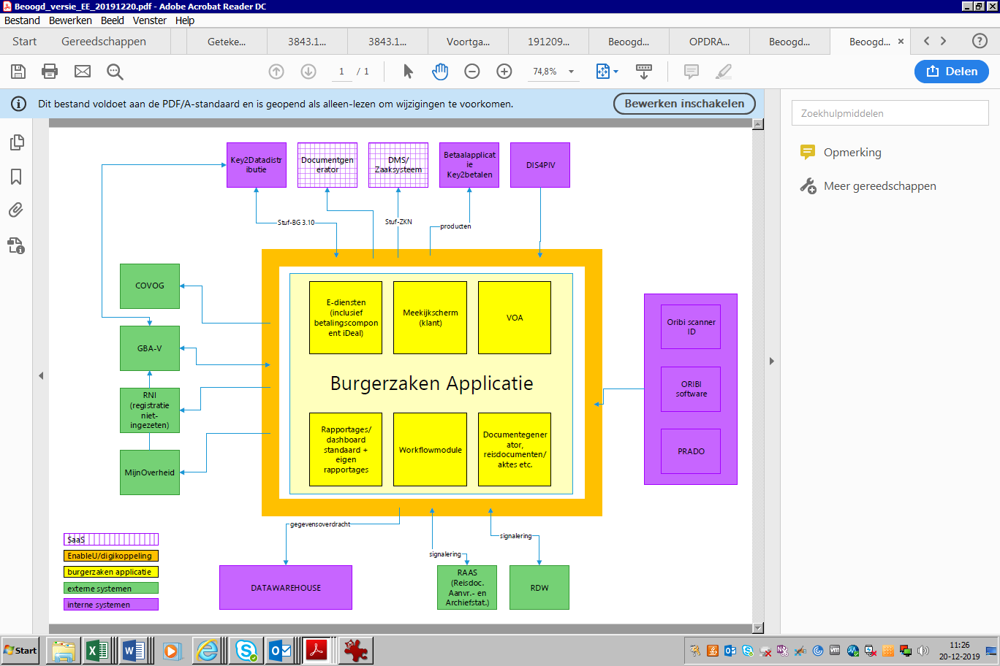 Beoogd_versie_EE_20191220.pdf - Adobe Acrobat Reader DC
Bestand Bewerken Beeld Venster Help
Start Gereedschappen Geteke... 3843.1... 3843.1... Voortga... 191209... Beoogd... OPDRA... Beoogd... Beoogd...
1 / 1 74,8% Delen
Dit bestand voldoet aan de PDF/A-standaard en is geopend als alleen-lezen om wijzigingen te voorkomen. Bewerken inschakelen
Zoekhulpmiddelen
Opmerking
Meer gereedschappen
Key2Datadistr
ibutie
Documentgen
erator
DMS/
Zaaksysteem
Betaalapplicat
ie
Key2betalen
DIS4PIV
Stuf-BG 3.10
Stuf-ZKN
producten
COVOG
GBA-V
RNI
(registratie
niet-
ingezeten)
MijnOverheid
E-diensten
(inclusief
betalingscompon
ent iDeal)
Meekijkscherm
(klant)
VOA
Burgerzaken Applicatie
Rapportages/
dashboard
standaard +
eigen
rapportages
Workflowmodule
Documentegener
ator,
reisdocumenten/
aktes etc.
Oribi scanner
ID
ORIBI
software
PRADO
gegevensoverdracht
signalering
signalering
DATAWAREHOUSE
RAAS
(Reisdoc.
Aanvr.- en
Archiefstat.)
RDW
SaaS
EnableU/digikoppeling
burgerzaken applicatie
externe systemen
interne systemen
Start
11:26
20-12-2019